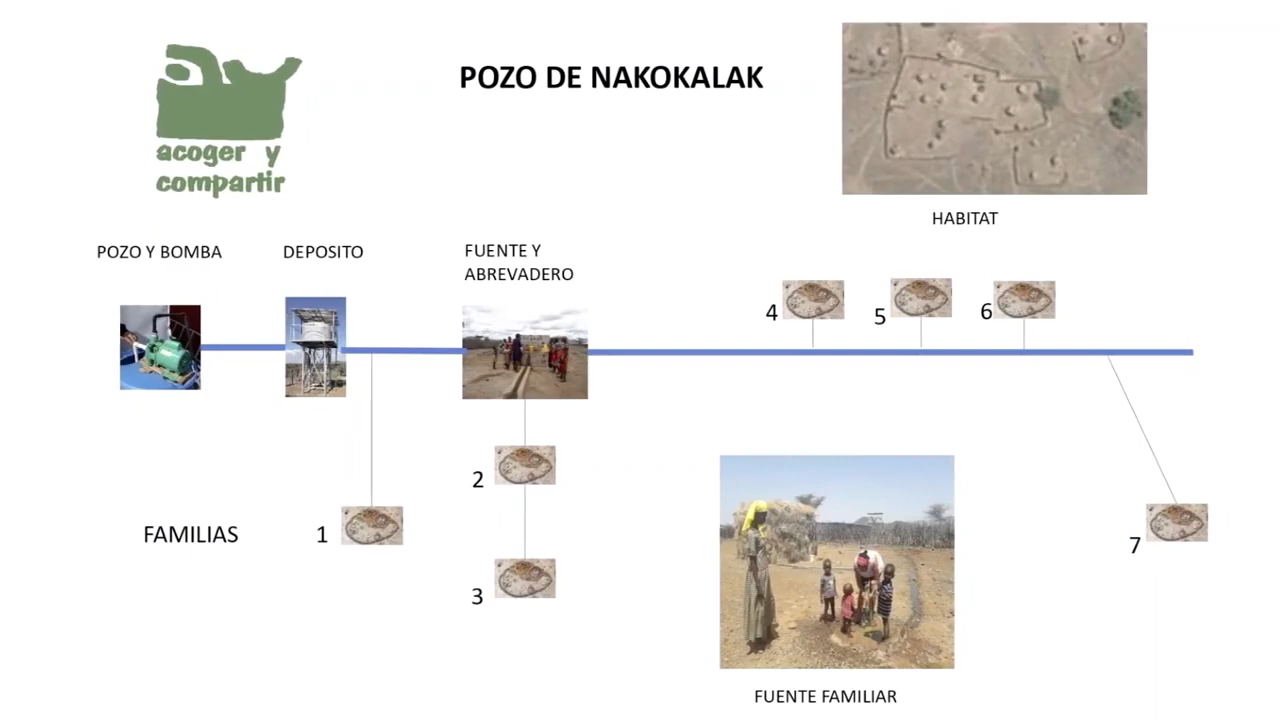 acoger y
compartir
POZO DE NAKOKALAK
HABITAT
POZO Y BOMBA
DEPOSITO
FUENTE Y
ABREVADERO
4
5
6
2
FAMILIAS
1
3
7
FUENTE FAMILIAR